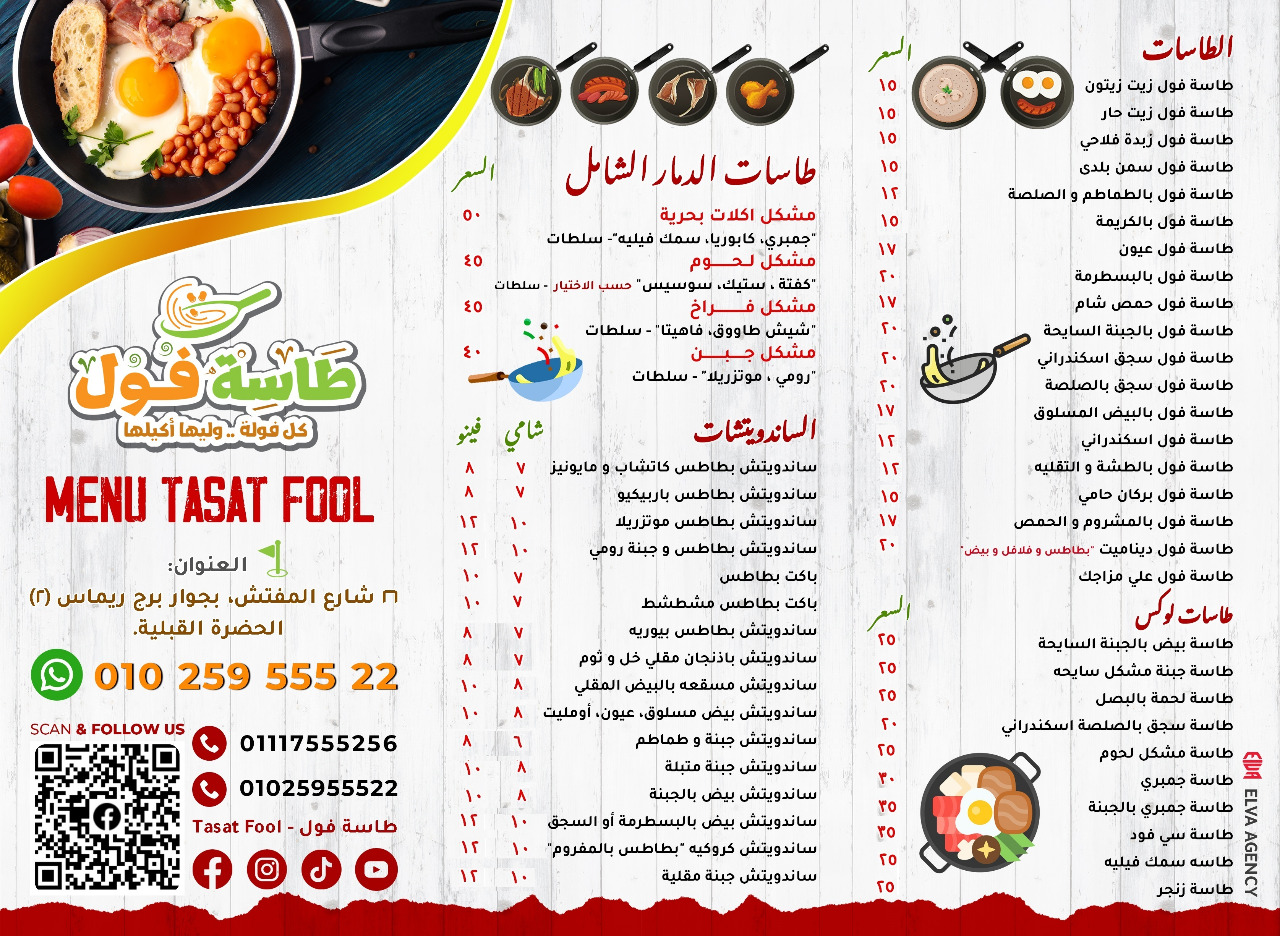 الطاسات السعر
طاسة فول زيت زيتون ١٥
طاسة فول زيت حار ١٥
طاسة فول زبدة فلاحي ١٥
طاسة فول سمن بلدى ١٥
طاسة فول بالطماطم و الصلصة ١٢
طاسة فول بالكريمة ١٥
طاسة فول عيون ١٧
طاسة فول بالبسطرمة ٢٠
طاسة فول حمص شام ١٧
طاسة فول بالجبنة السايحة ٢٠
طاسة فول سجق اسكندراني ٢٠
طاسة فول سجق بالصلصة ٢٠
طاسة فول بالبيض المسلوق ١٧
طاسة فول اسكندراني ١٢
طاسة فول بالطشة و التقليه ١٢
طاسة فول بركان حامي ١٥
طاسة فول بالمشروم و الحمص ١٧
طاسة فول ديناميت "بطاطس و فلافل و بيض" ٢٠
طاسة فول علي مزاجك
طاسات لوكس السعر
طاسة بيض بالجبنة السايحة ٢٥
طاسة جبنة مشكل سايحه ٢٥
طاسة لحمة بالبصل ٢٥
طاسة سجق بالصلصة اسكندراني ٢٠
طاسة مشكل لحوم ٢٥
طاسة جمبري ٣٠
طاسة جمبري بالجبنة ٣٥
طاسة سي فود ٣٥
طاسه سمك فيليه ٢٥
طاسة زنجر ٢٥
ELVA AGENCY
طاسات الدمار الشامل السعر
مشكل اكلات بحرية ٥٠
"جمبري، كابوريا، سمك فيليه"- سلطات
مشكل لـحـــوم ٤٥
"كفتة ، ستيك، سوسيس" حسب الاختيار - سلطات
مشكل فـــــراخ ٤٥
"شيش طاووق، فاهيتا" - سلطات
مشكل جـــبـــن ٤٠
"رومي ، موتزريلا" - سلطات
الساندويتشات شامي فينو
ساندويتش بطاطس كاتشاب و مايونيز ٧ ٨
ساندويتش بطاطس باربيكيو ٧ ٨
ساندويتش بطاطس موتزريلا ١٠ ١٢
ساندويتش بطاطس و جبنة رومي ١٠ ١٢
باكت بطاطس ٧ ١٠
باكت بطاطس مشطشط ٧ ١٠
ساندويتش بطاطس بيوريه ٧ ٨
ساندويتش باذنجان مقلي خل و ثوم ٧ ٨
ساندويتش مسقعه بالبيض المقلي ٨ ١٠
ساندويتش بيض مسلوق، عيون، أومليت ٨ ١٠
ساندويتش جبنة و طماطم ٦ ٨
ساندويتش جبنة متبلة ٨ ١٠
ساندويتش بيض بالجبنة ٨ ١٠
ساندويتش بيض بالبسطرمة أو السجق ١٠ ١٢
ساندويتش كروكيه "بطاطس بالمفروم" ١٠ ١٢
ساندويتش جبنة مقلية ١٠ ١٢
طاسة فول
كل فولة .. وليها أكيلها
MENU TASAT FOOL
العنوان:
٦ شارع المفتش، بجوار برج ريماس (٢)
الحضرة القبلية.
010 259 555 22
SCAN & FOLLOW US
01117555256
01025955522
طاسة فول - Tasat Fool